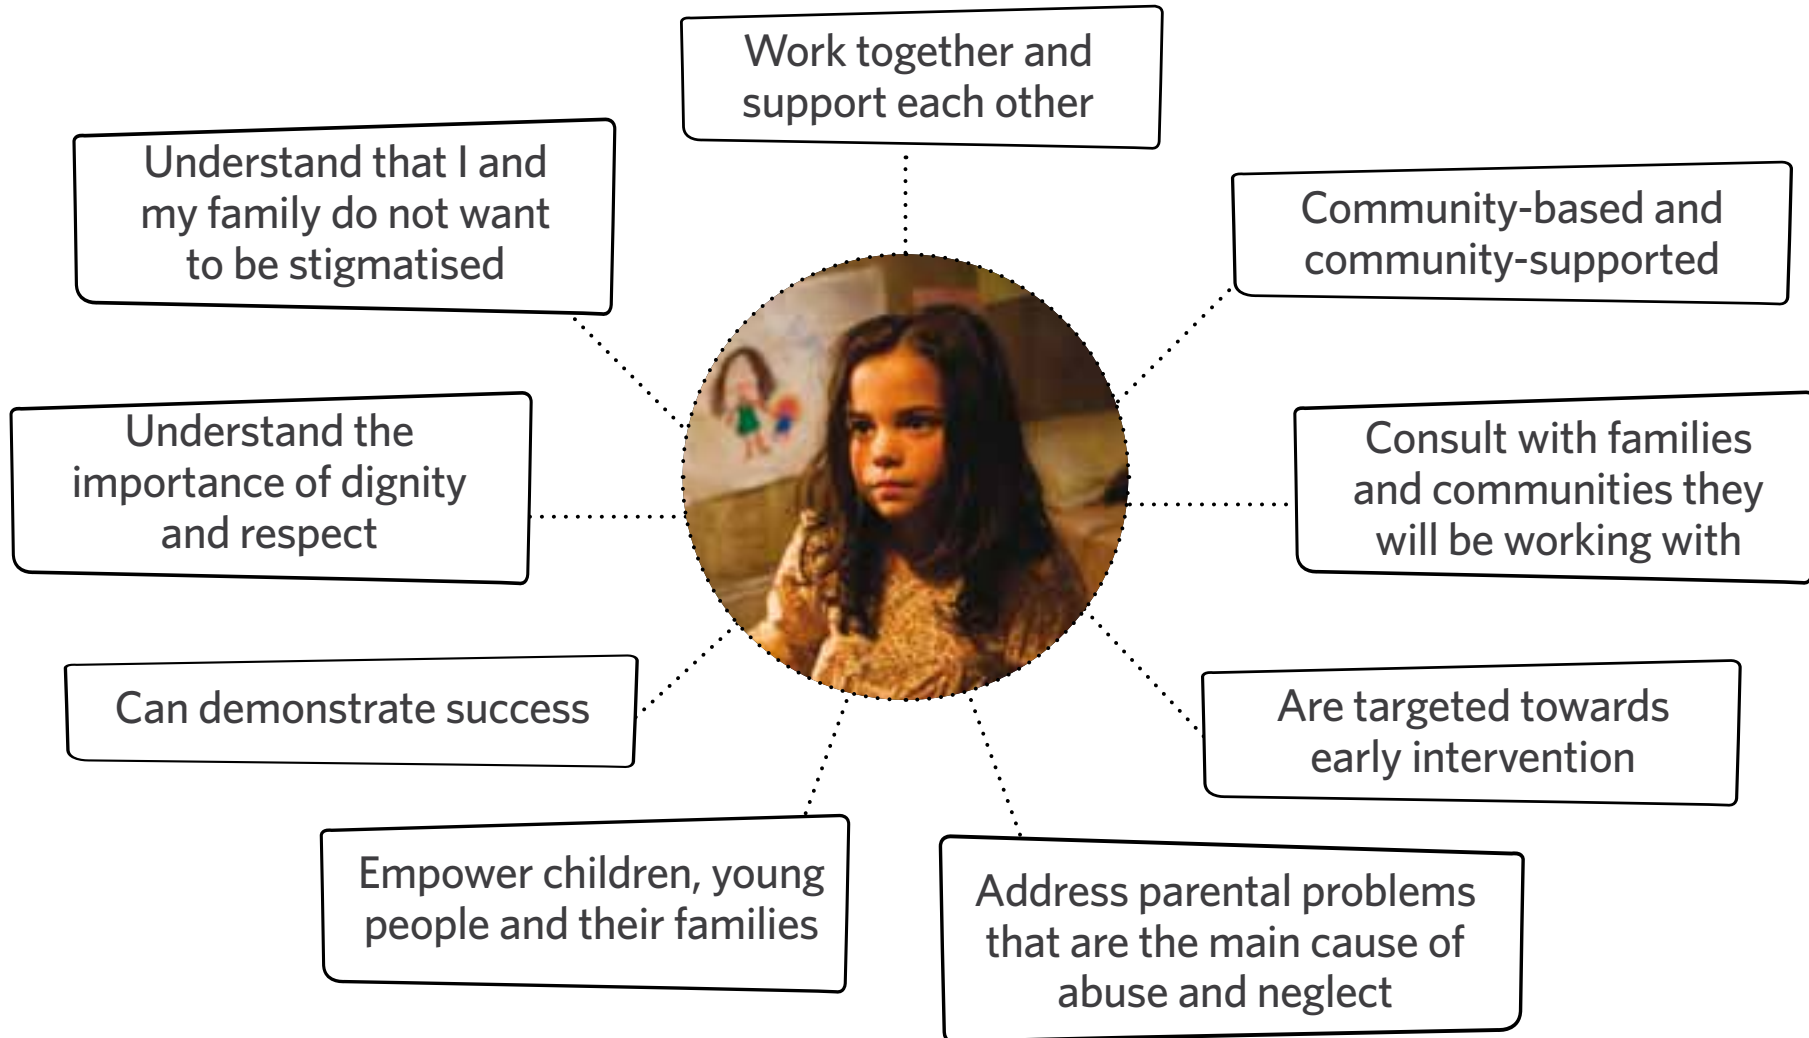 Work together and
support each other
Community-based and
community-supported
Consult with families
and communities they
will be working with
Are targeted towards
early intervention
Address parental problems
that are the main cause of
abuse and neglect
Empower children, young
people and their families
Can demonstrate success
Understand the
importance of dignity
and respect
Understand that I and
my family do not want
to be stigmatised